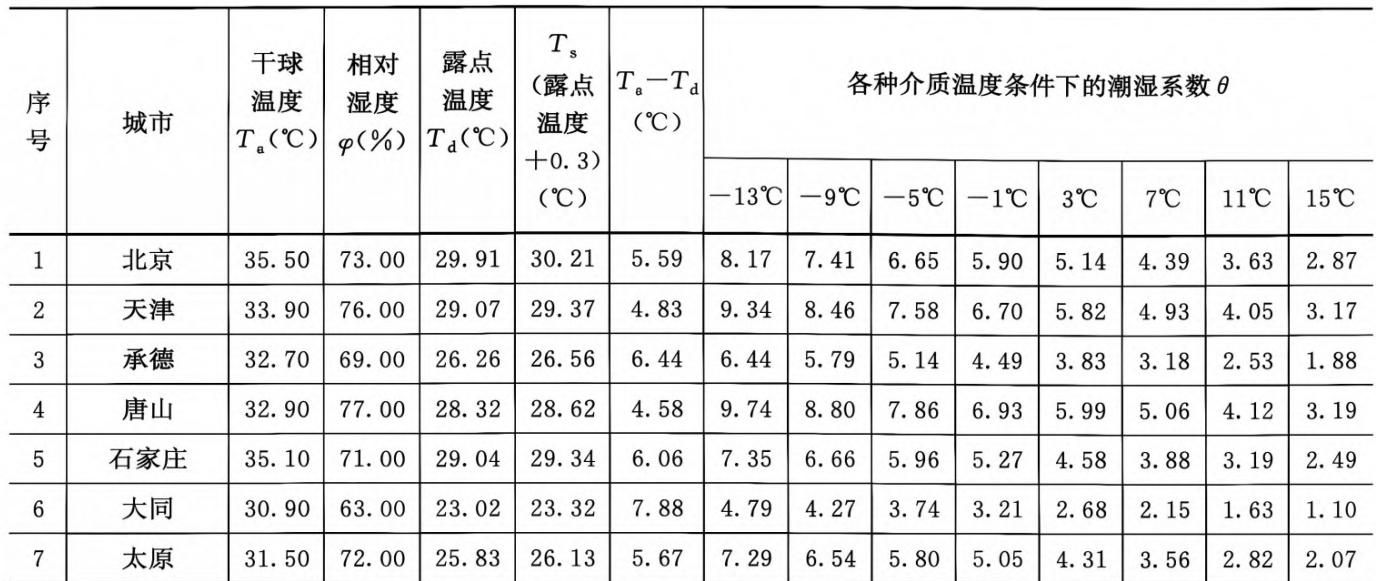 序号 城市 干球温度 Ta(℃) 相对湿度 φ(%) 露点温度 Td(℃) Ts(露点温度+0.3)(℃) Ta−Td(℃) 各种介质温度条件下的潮湿系数 θ
−13℃ −9℃ −5℃ −1℃ 3℃ 7℃ 11℃ 15℃
1 北京 35.50 73.00 29.91 30.21 5.59 8.17 7.41 6.65 5.90 5.14 4.39 3.63 2.87
2 天津 33.90 76.00 29.07 29.37 4.83 9.34 8.46 7.58 6.70 5.82 4.93 4.05 3.17
3 承德 32.70 69.00 26.26 26.56 6.44 6.44 5.79 5.14 4.49 3.83 3.18 2.53 1.88
4 唐山 32.90 77.00 28.32 28.62 4.58 9.74 8.80 7.86 6.93 5.99 5.06 4.12 3.19
5 石家庄 35.10 71.00 29.04 29.34 6.06 7.35 6.66 5.96 5.27 4.58 3.88 3.19 2.49
6 大同 30.90 63.00 23.02 23.32 7.88 4.79 4.27 3.74 3.21 2.68 2.15 1.63 1.10
7 太原 31.50 72.00 25.83 26.13 5.67 7.29 6.54 5.80 5.05 4.31 3.56 2.82 2.07